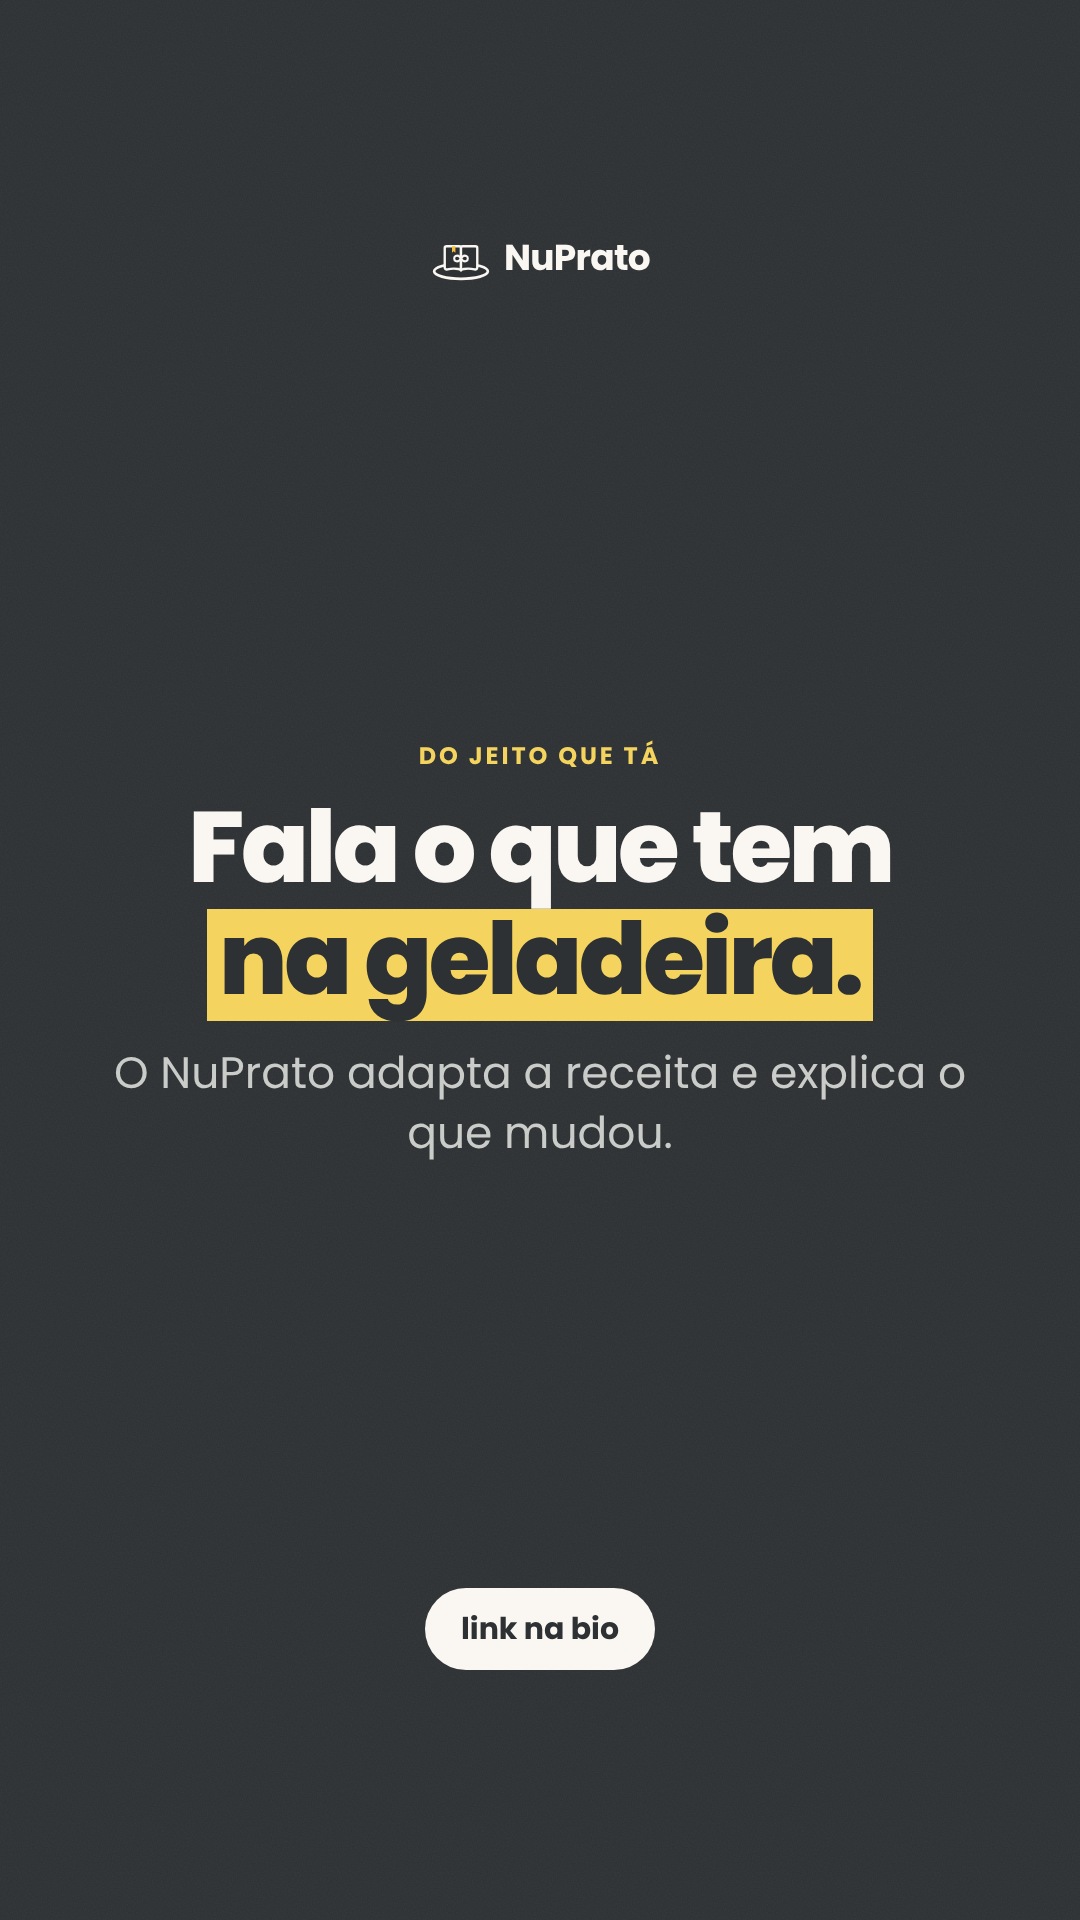 NuPrato
DO JEITO QUE TÁ
Fala o que tem
na geladeira.
O NuPrato adapta a receita e explica o
que mudou.
link na bio